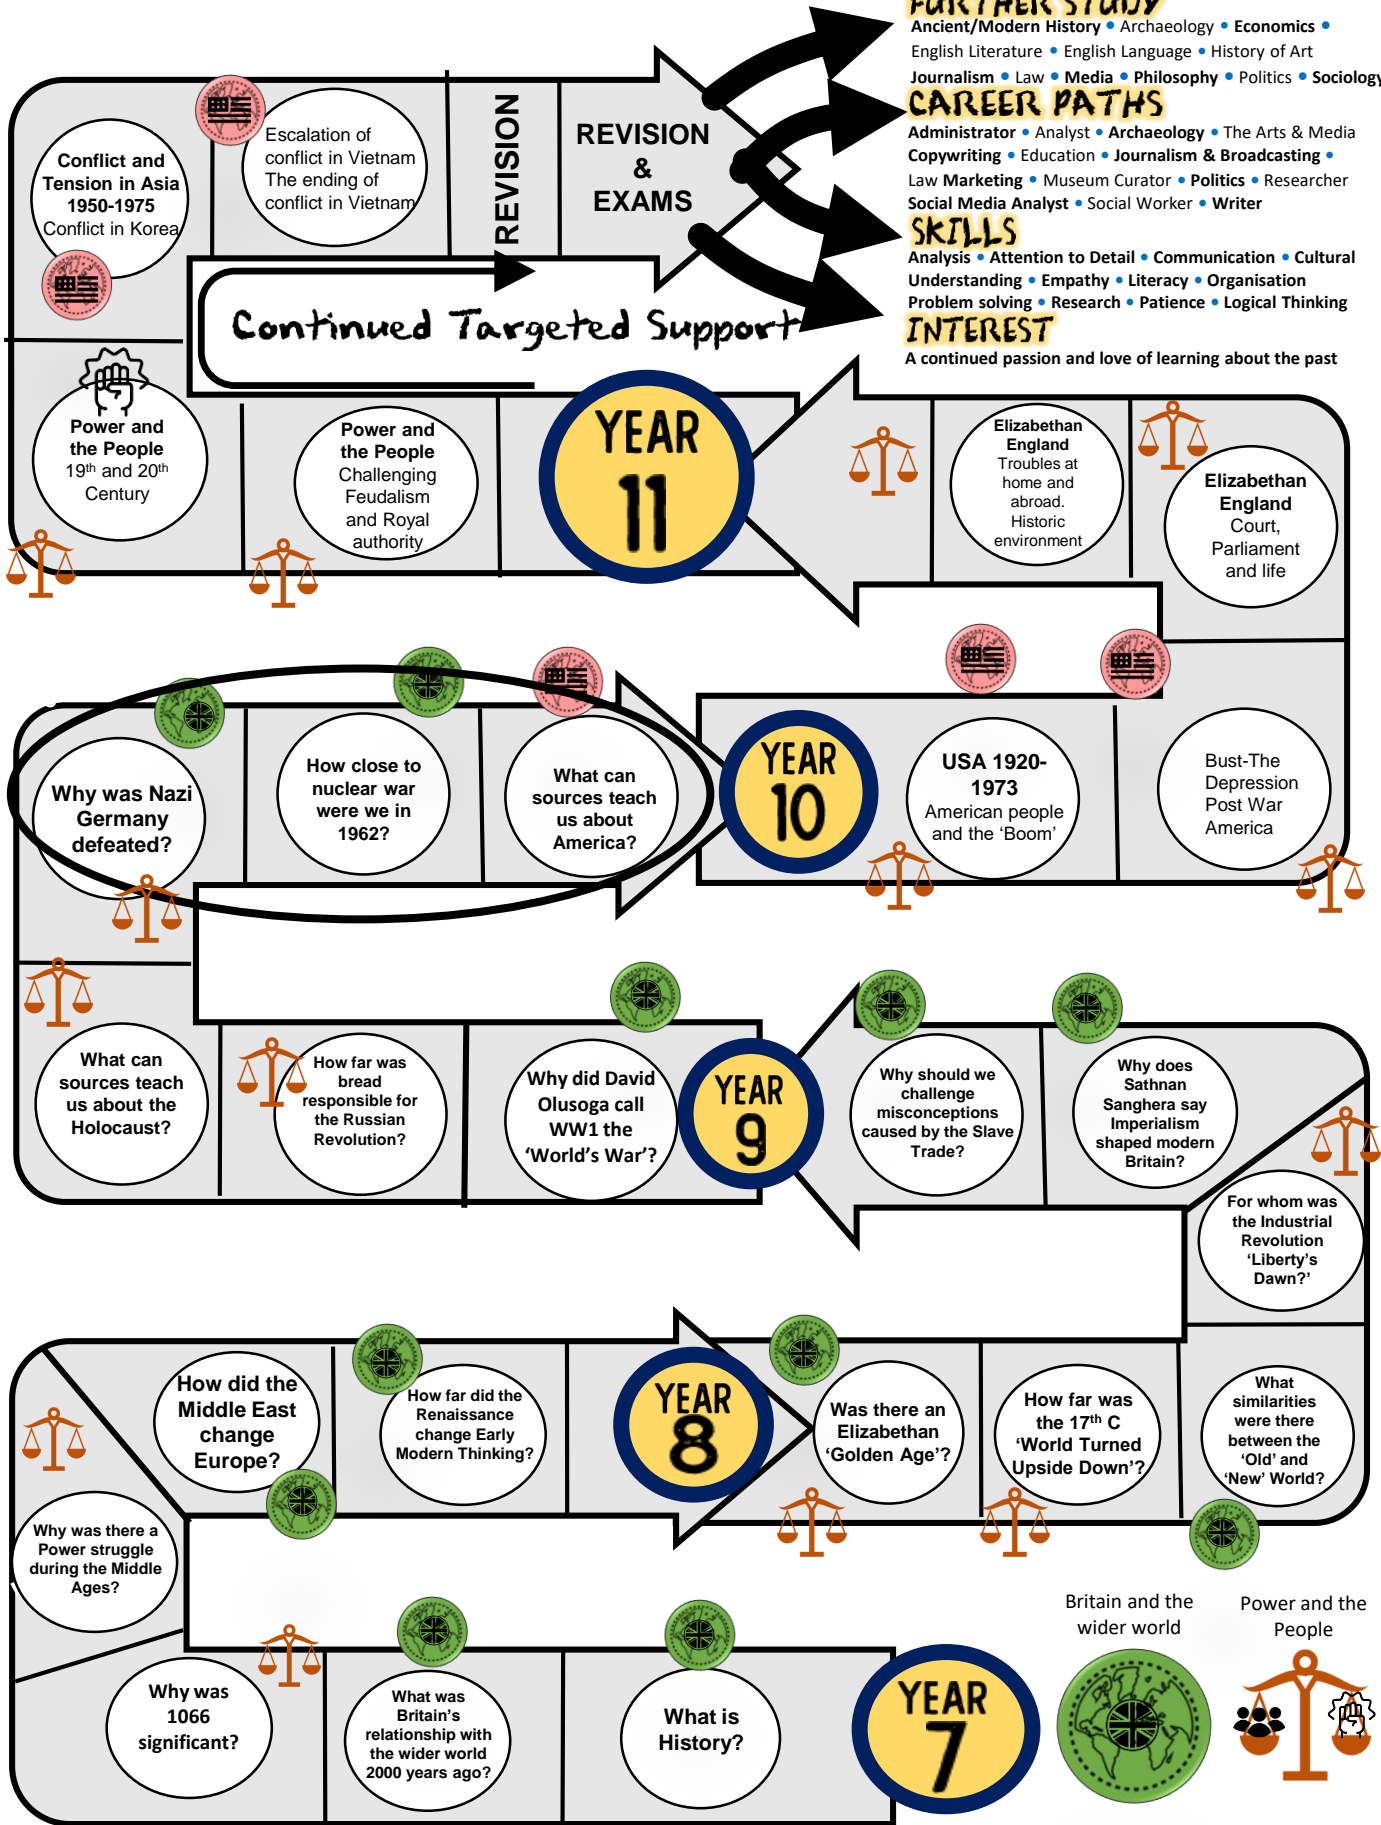 FURTHER STUDY
Ancient/Modern History • Archaeology • Economics •
English Literature • English Language • History of Art
Journalism • Law • Media • Philosophy • Politics • Sociology
CAREER PATHS
Administrator • Analyst • Archaeology • The Arts & Media
Copywriting • Education • Journalism & Broadcasting •
Law Marketing • Museum Curator • Politics • Researcher
Social Media Analyst • Social Worker • Writer
SKILLS
Analysis • Attention to Detail • Communication • Cultural
Understanding • Empathy • Literacy • Organisation
Problem solving • Research • Patience • Logical Thinking
INTEREST
A continued passion and love of learning about the past
Conflict and
Tension in Asia
1950-1975
Conflict in Korea
Escalation of
conflict in Vietnam
The ending of
conflict in Vietnam
REVISION
REVISION
&
EXAMS
Continued Targeted Support
Power and
the People
19th and 20th
Century
Power and
the People
Challenging
Feudalism
and Royal
authority
YEAR
11
Elizabethan
England
Troubles at
home and
abroad.
Historic
environment
Elizabethan
England
Court,
Parliament
and life
Why was Nazi
Germany
defeated?
How close to
nuclear war
were we in
1962?
What can
sources teach
us about
America?
YEAR
10
USA 1920-
1973
American people
and the ‘Boom’
Bust-The
Depression
Post War
America
What can
sources teach
us about the
Holocaust?
How far was
bread
responsible for
the Russian
Revolution?
Why did David
Olusoga call
WW1 the
‘World’s War’?
YEAR
9
Why should we
challenge
misconceptions
caused by the Slave
Trade?
Why does
Sathnan
Sanghera say
Imperialism
shaped modern
Britain?
For whom was
the Industrial
Revolution
‘Liberty’s
Dawn?’
How did the
Middle East
change
Europe?
How far did the
Renaissance
change Early
Modern Thinking?
YEAR
8
Was there an
Elizabethan
‘Golden Age’?
How far was
the 17th C
‘World Turned
Upside Down’?
What
similarities
were there
between the
‘Old’ and
‘New’ World?
Why was there a
Power struggle
during the Middle
Ages?
Why was
1066
significant?
What was
Britain’s
relationship with
the wider world
2000 years ago?
What is
History?
YEAR
7
Britain and the
wider world
Power and the
People